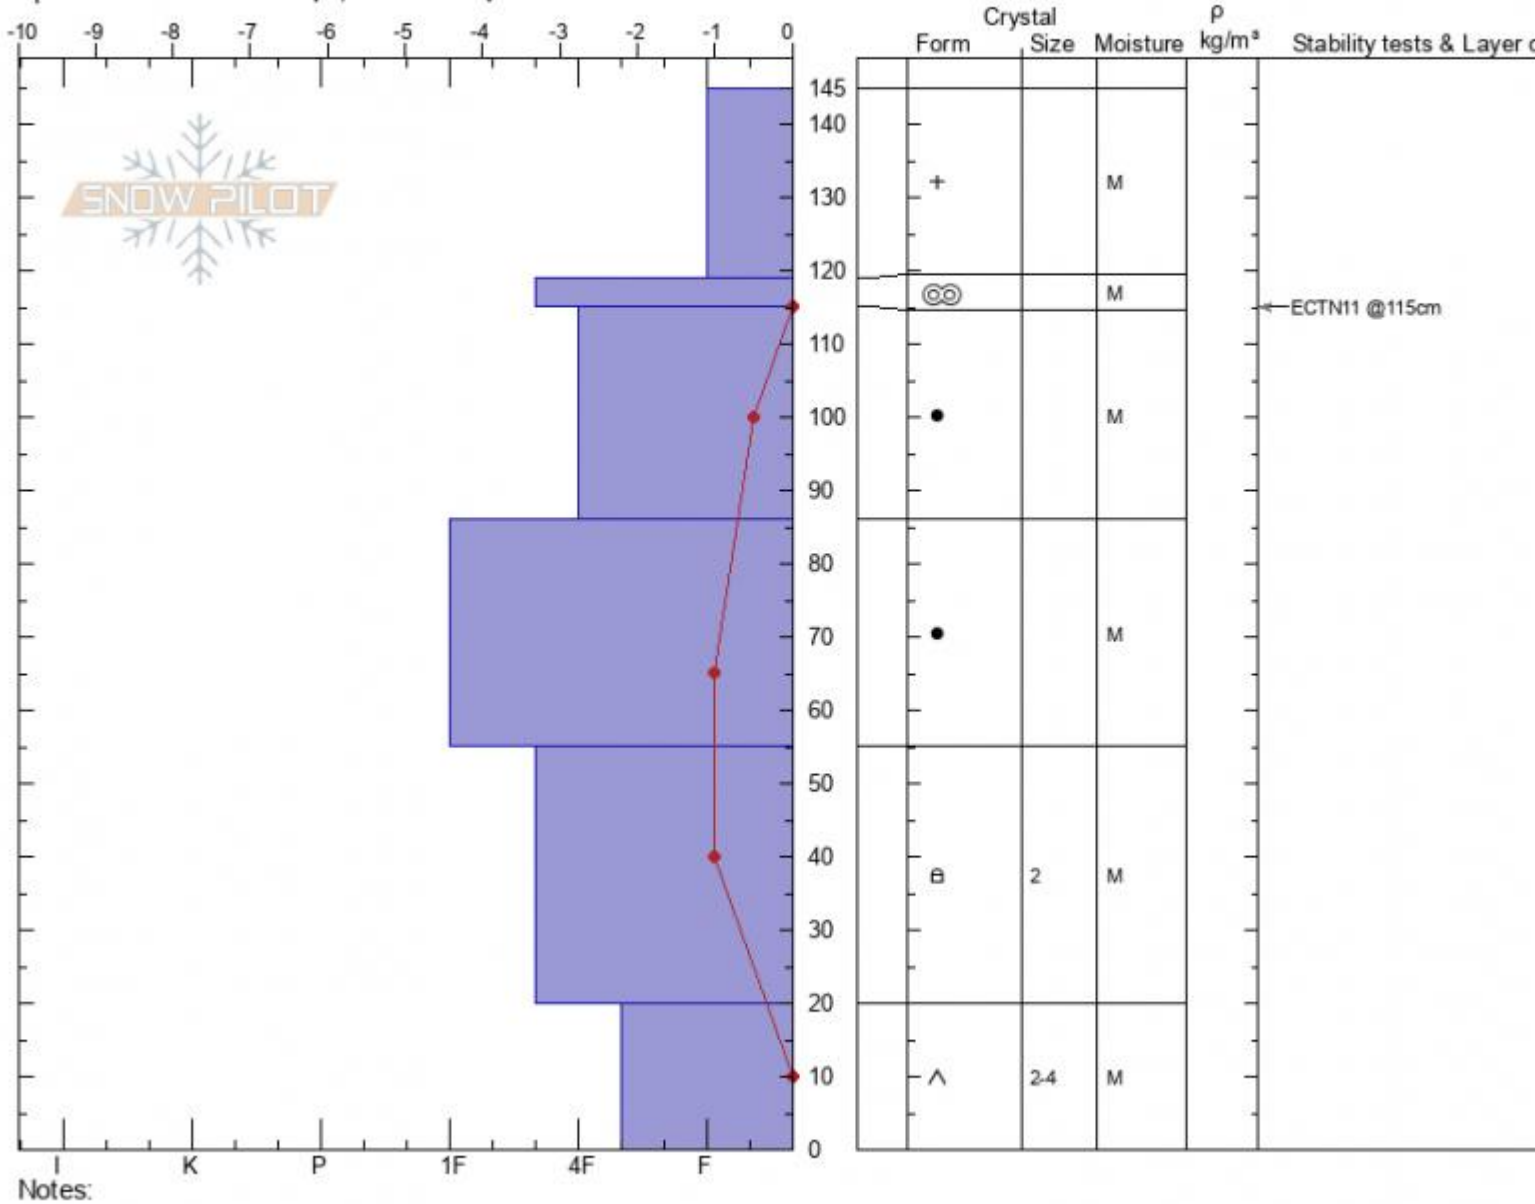 Crystal ρ
-10 -9 -8 -7 -6 -5 -4 -3 -2 -1 0 Form Size Moisture kg/m³ Stability tests & Layer c
145
140
SNOW PILOT
+ M
130
120
M
ECTN11 @115cm
110
100 M
90
80
70 M
60
50
40
2 M
30
20
10 2-4 M
0
I K P 1F 4F F
Notes: